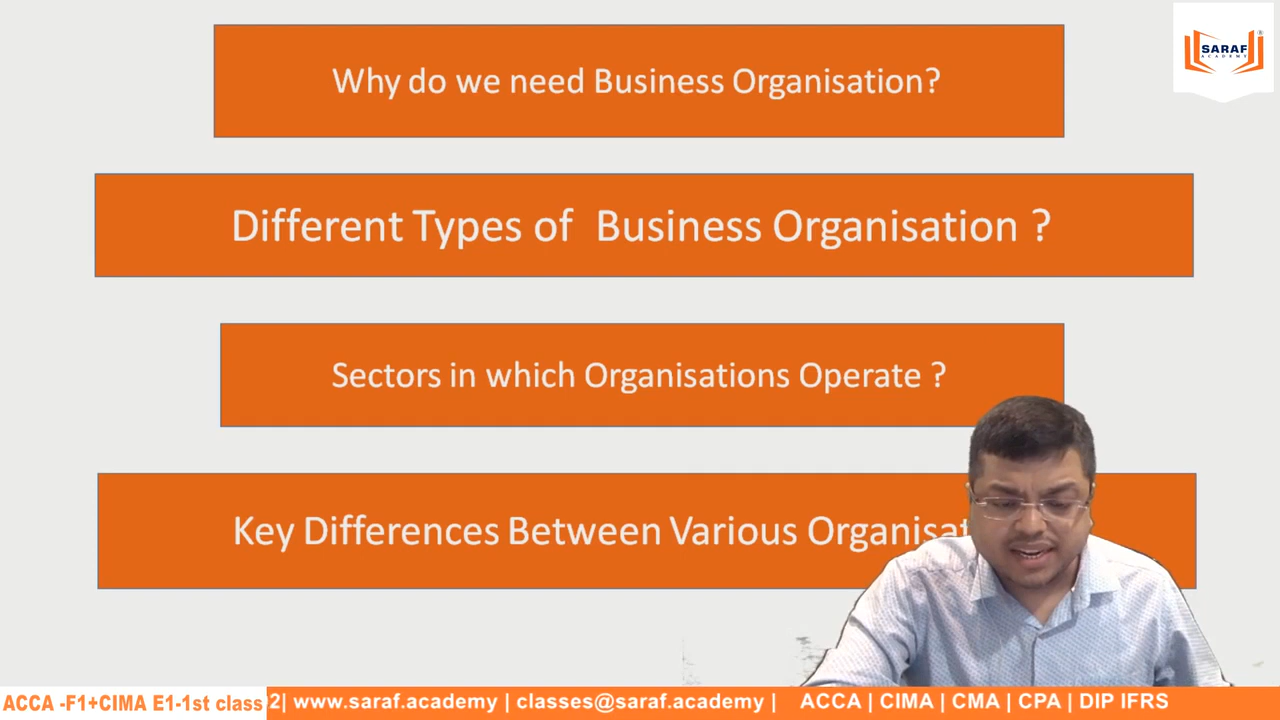 Why do we need Business Organisation?
SARAF
ACADEMY
Different Types of Business Organisation ?
Sectors in which Organisations Operate ?
Key Differences Between Various
ACCA -F1+CIMA E1-1st class
2| www.saraf.academy | classes@saraf.academy | ACCA | CIMA | CMA | CPA | DIP IFRS